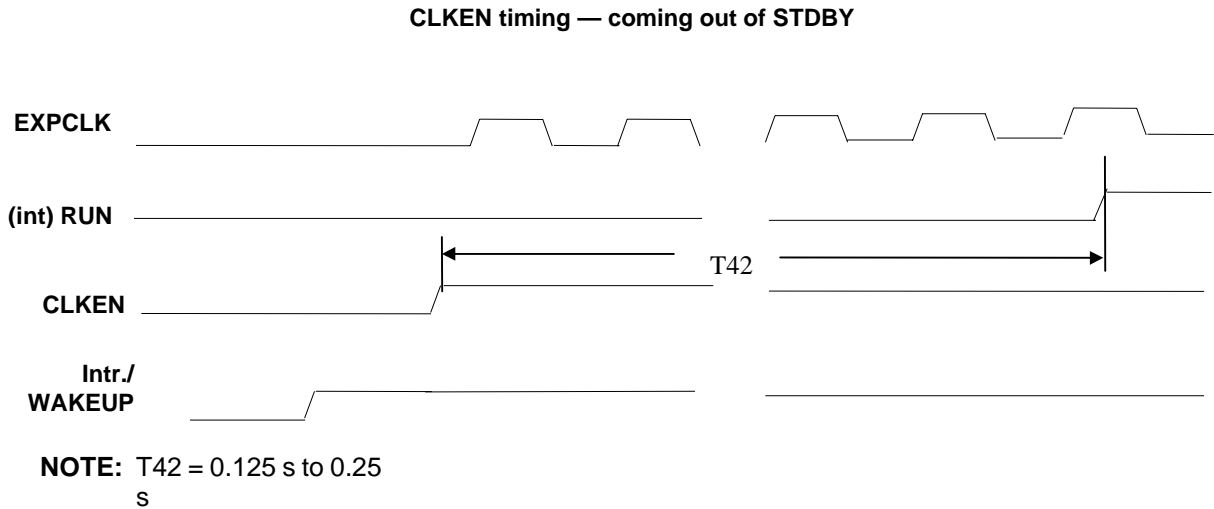 CLKEN timing — coming out of STDBY
EXPCLK
(int) RUN
T42
CLKEN
Intr./
WAKEUP
NOTE: T42 = 0.125 s to 0.25
s